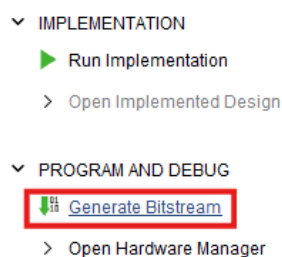 IMPLEMENTATION
Run Implementation
Open Implemented Design
PROGRAM AND DEBUG
Generate Bitstream
Open Hardware Manager